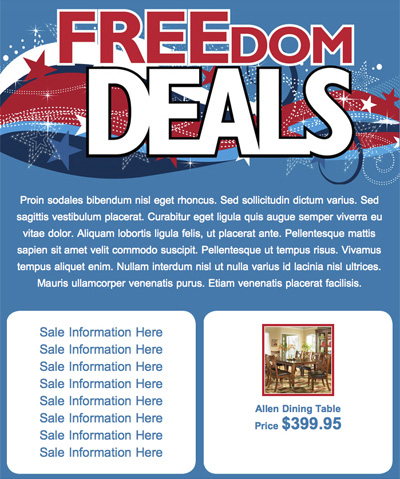 FREEDOM
DEALS
Proin sodales bibendum nisl eget rhoncus. Sed sollicitudin dictum varius. Sed
sagittis vestibulum placerat. Curabitur eget ligula quis augue semper viverra eu
vitae dolor. Aliquam lobortis ligula felis, ut placerat ante. Pellentesque mattis
sapien sit amet velit commodo suscipit. Pellentesque ut tempus risus. Vivamus
tempus aliquet enim. Nullam interdum nisl ut nulla varius id lacinia nisl ultrices.
Mauris ullamcorper venenatis purus. Etiam venenatis placerat facilisis.
Sale Information Here
Sale Information Here
Sale Information Here
Sale Information Here
Sale Information Here
Sale Information Here
Sale Information Here
Sale Information Here
Allen Dining Table
Price $399.95